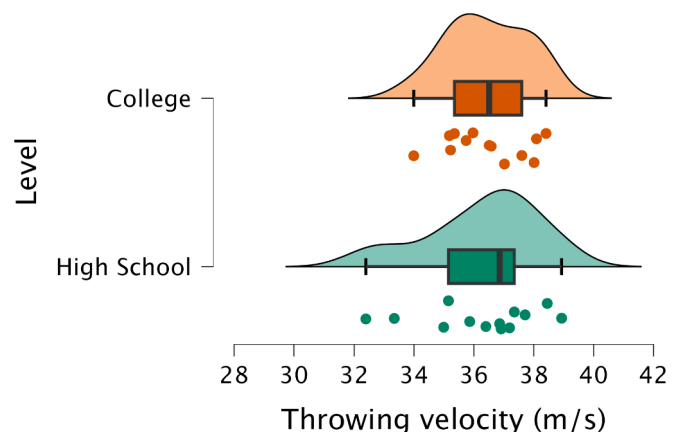 Level
College
High School
28 30 32 34 36 38 40 42
Throwing velocity (m/s)